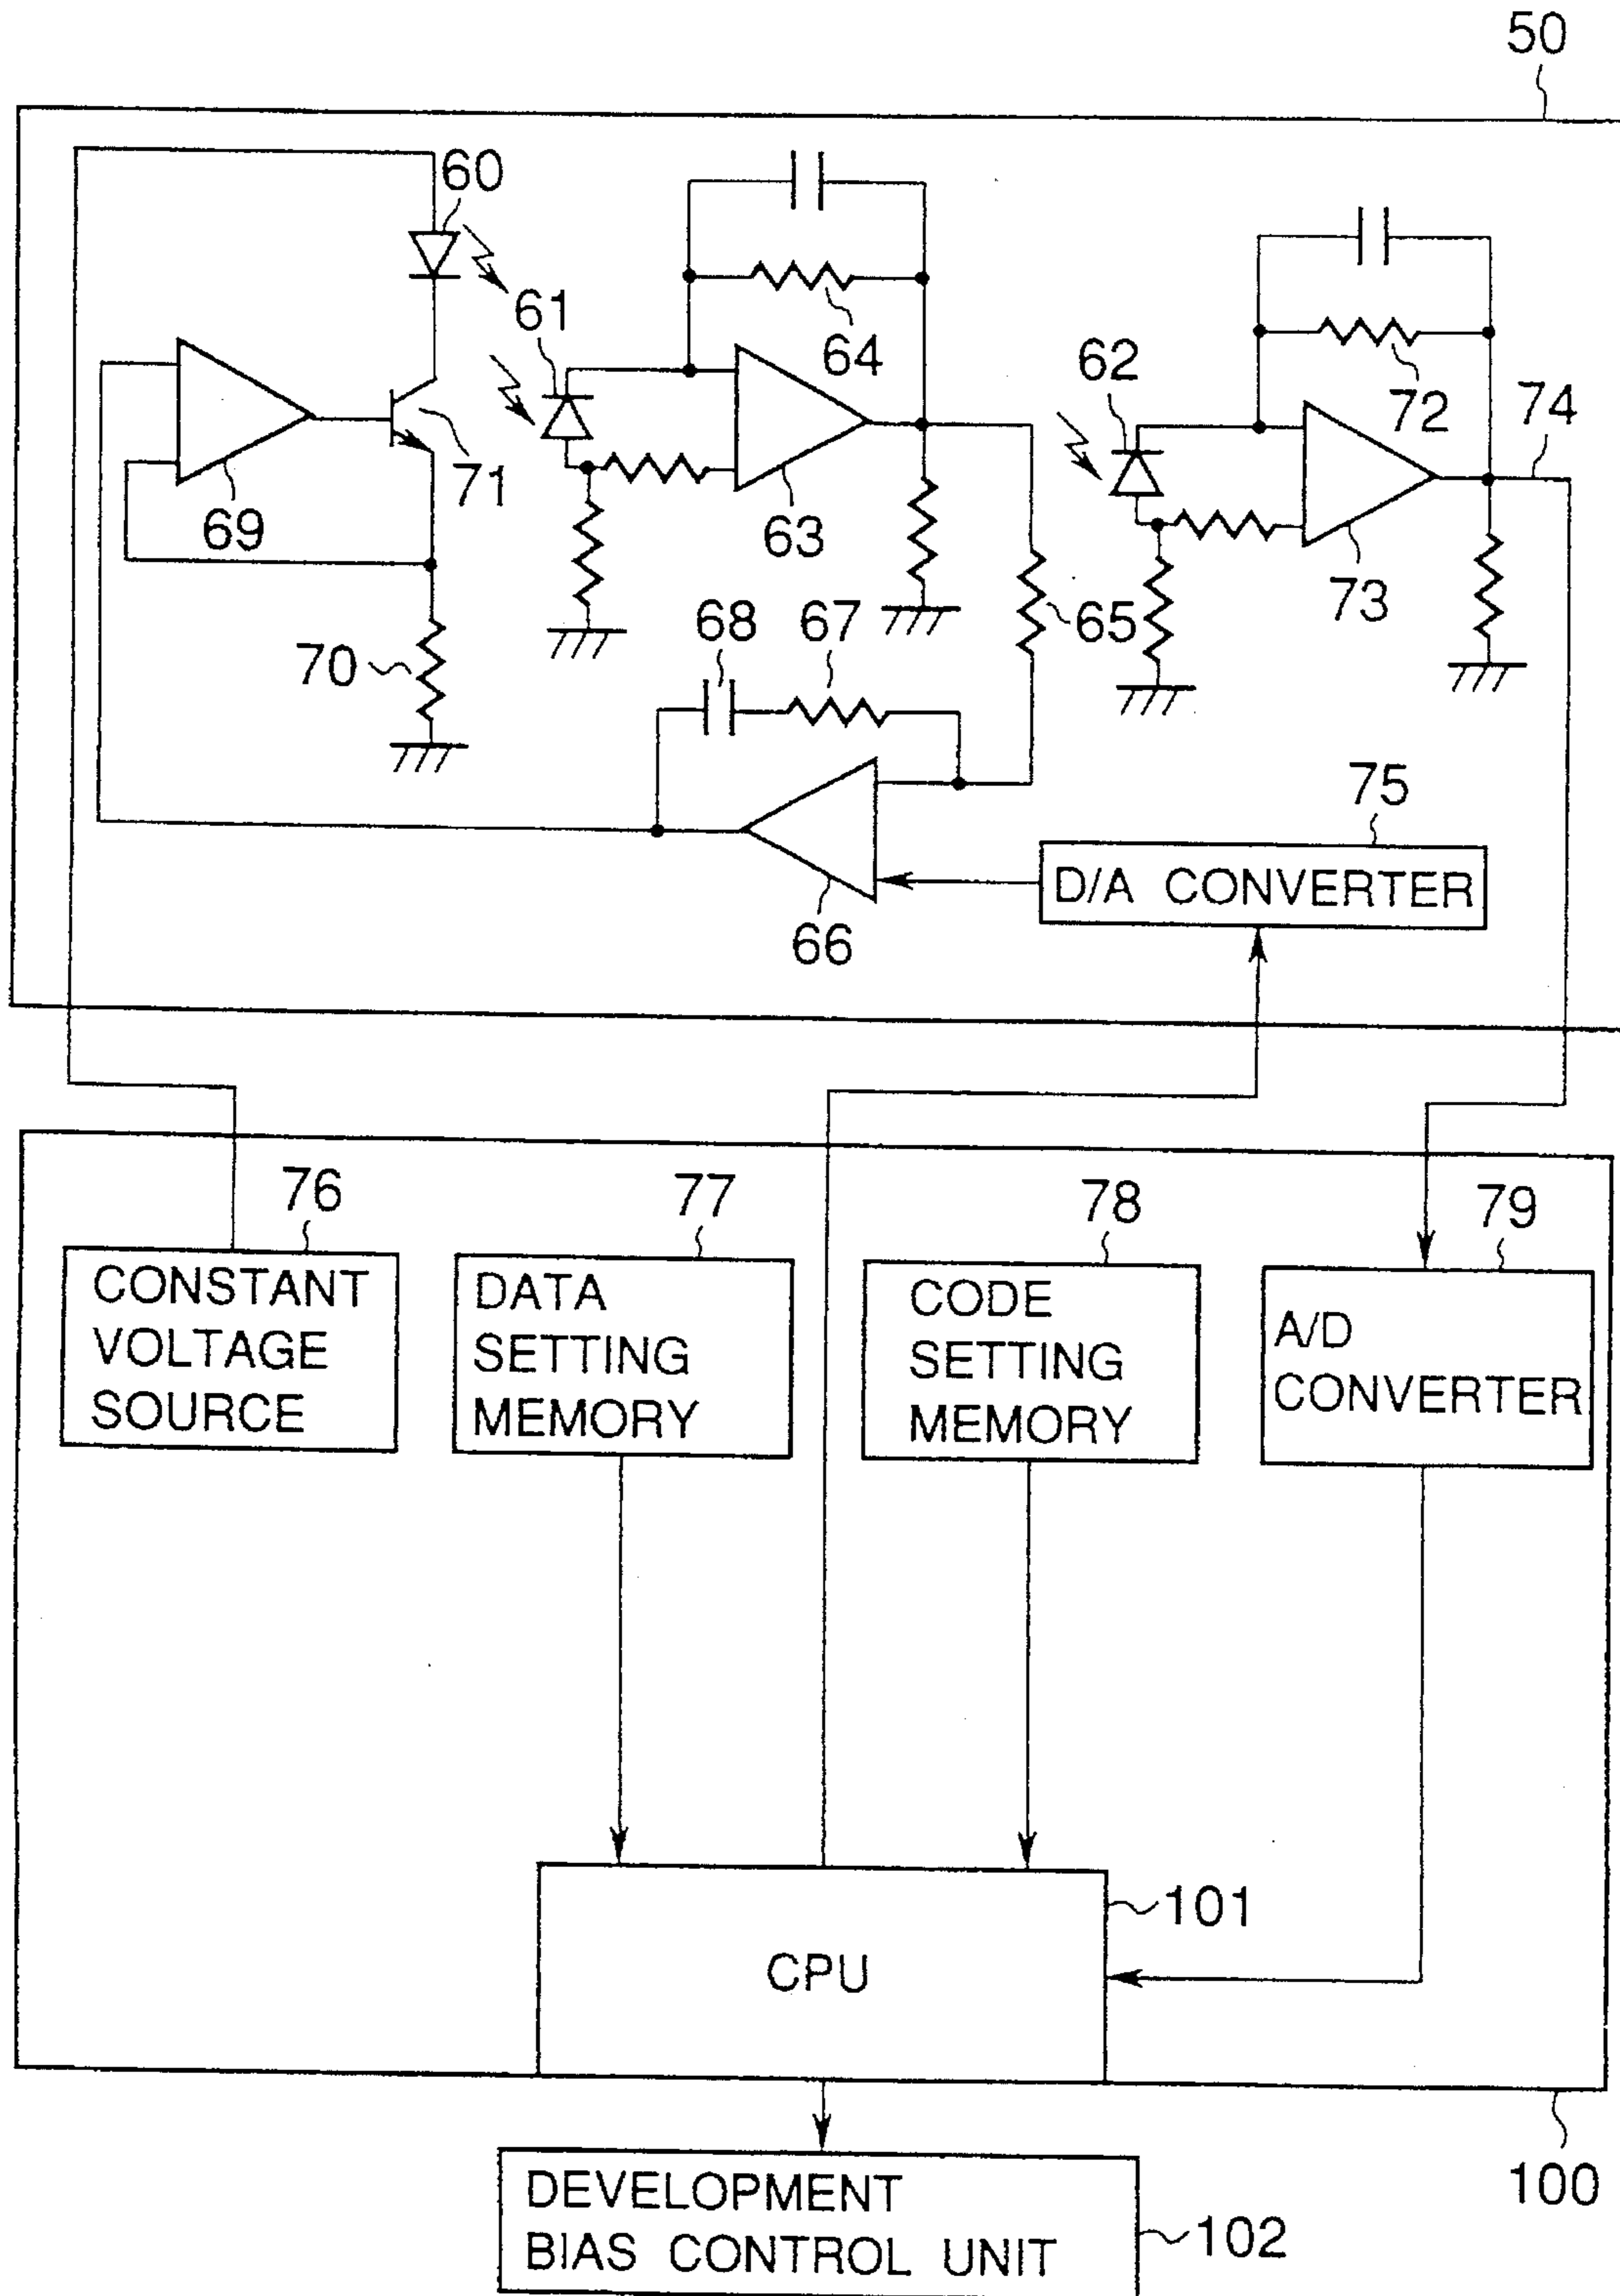 50
60
61
64
62
72
74
71
69
63
73
68
67
65
70
75
D/A CONVERTER
66
76
77
78
79
CONSTANT
VOLTAGE
SOURCE
DATA
SETTING
MEMORY
CODE
SETTING
MEMORY
A/D
CONVERTER
101
CPU
100
DEVELOPMENT
BIAS CONTROL UNIT
102